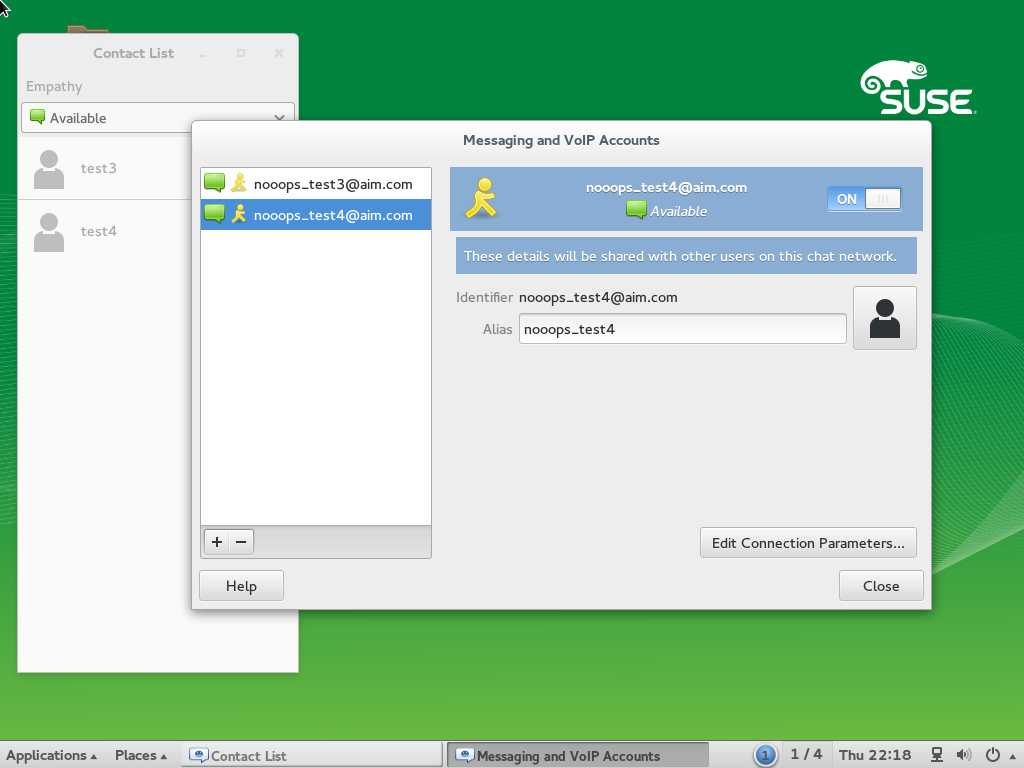 Contact List
Empathy
Available
test3
test4
SUSE
Messaging and VoIP Accounts
nooops_test3@aim.com
nooops_test4@aim.com
nooops_test4@aim.com
Available
ON
These details will be shared with other users on this chat network.
Identifier nooops_test4@aim.com
Alias nooops_test4
+ −
Edit Connection Parameters...
Help
Close
Applications Places Contact List Messaging and VoIP Accounts 1 1 / 4 Thu 22:18